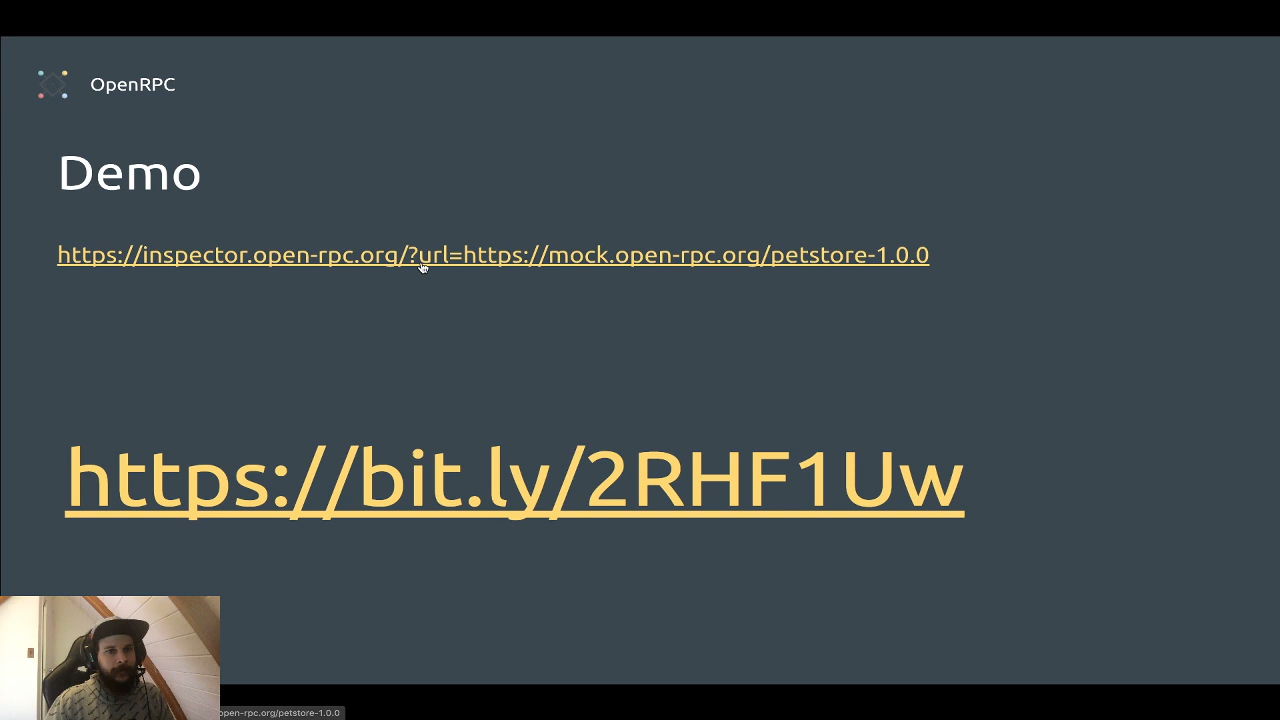 OpenRPC
Demo
https://inspector.open-rpc.org/?url=https://mock.open-rpc.org/petstore-1.0.0
https://bit.ly/2RHF1Uw
open-rpc.org/petstore-1.0.0